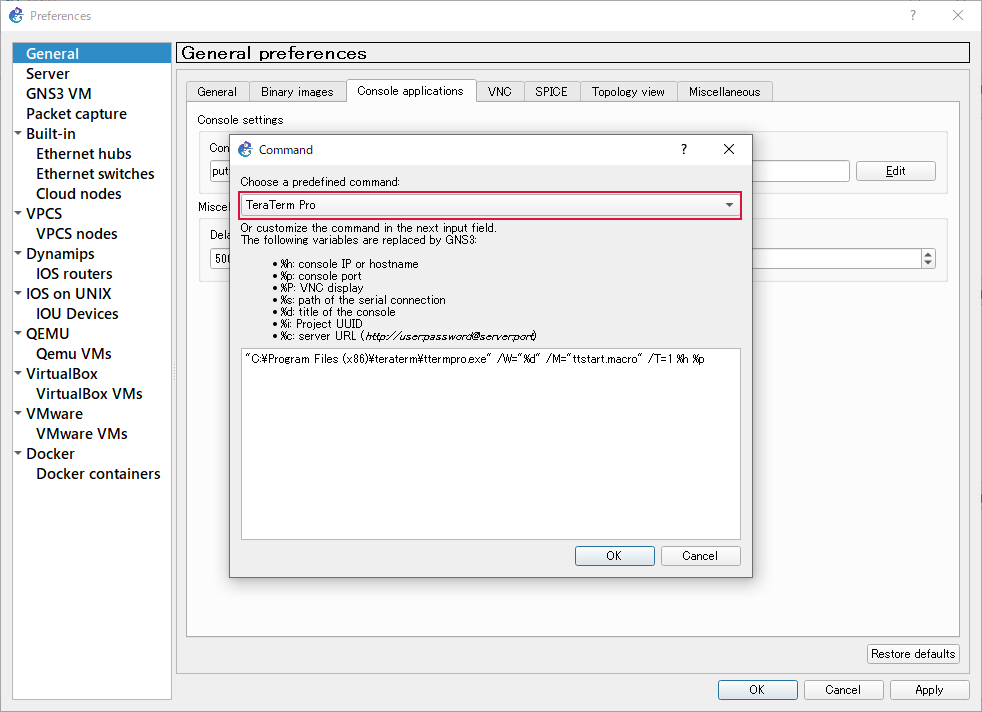 Preferences
General
Server
GNS3 VM
Packet capture
Built-in
Ethernet hubs
Ethernet switches
Cloud nodes
VPCS
VPCS nodes
Dynamips
IOS routers
IOS on UNIX
IOU Devices
QEMU
Qemu VMs
VirtualBox
VirtualBox VMs
VMware
VMware VMs
Docker
Docker containers
General preferences
General Binary images Console applications VNC SPICE Topology view Miscellaneous
Console settings
Con
put
Edit
Miscel
Dela
500
Command
?
Choose a predefined command:
TeraTerm Pro
Or customize the command in the next input field.
The following variables are replaced by GNS3:
• %h: console IP or hostname
• %p: console port
• %P: VNC display
• %s: path of the serial connection
• %d: title of the console
• %i: Project UUID
• %c: server URL (http://user:password@server:port)
"C:¥Program Files (x86)¥teraterm¥ttermpro.exe" /W="%d" /M="ttstart.macro" /T=1 %h %p
OK Cancel
Restore defaults
OK Cancel Apply